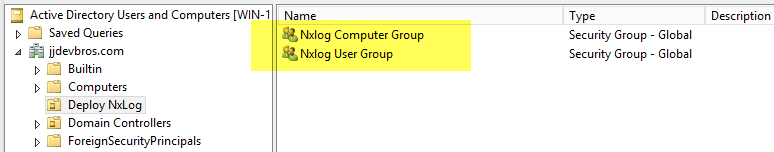 Active Directory Users and Computers [WIN-1
Saved Queries
jjdevbros.com
Builtin
Computers
Deploy NxLog
Domain Controllers
ForeignSecurityPrincipals
Name Type Description
Nxlog Computer Group Security Group - Global
Nxlog User Group Security Group - Global